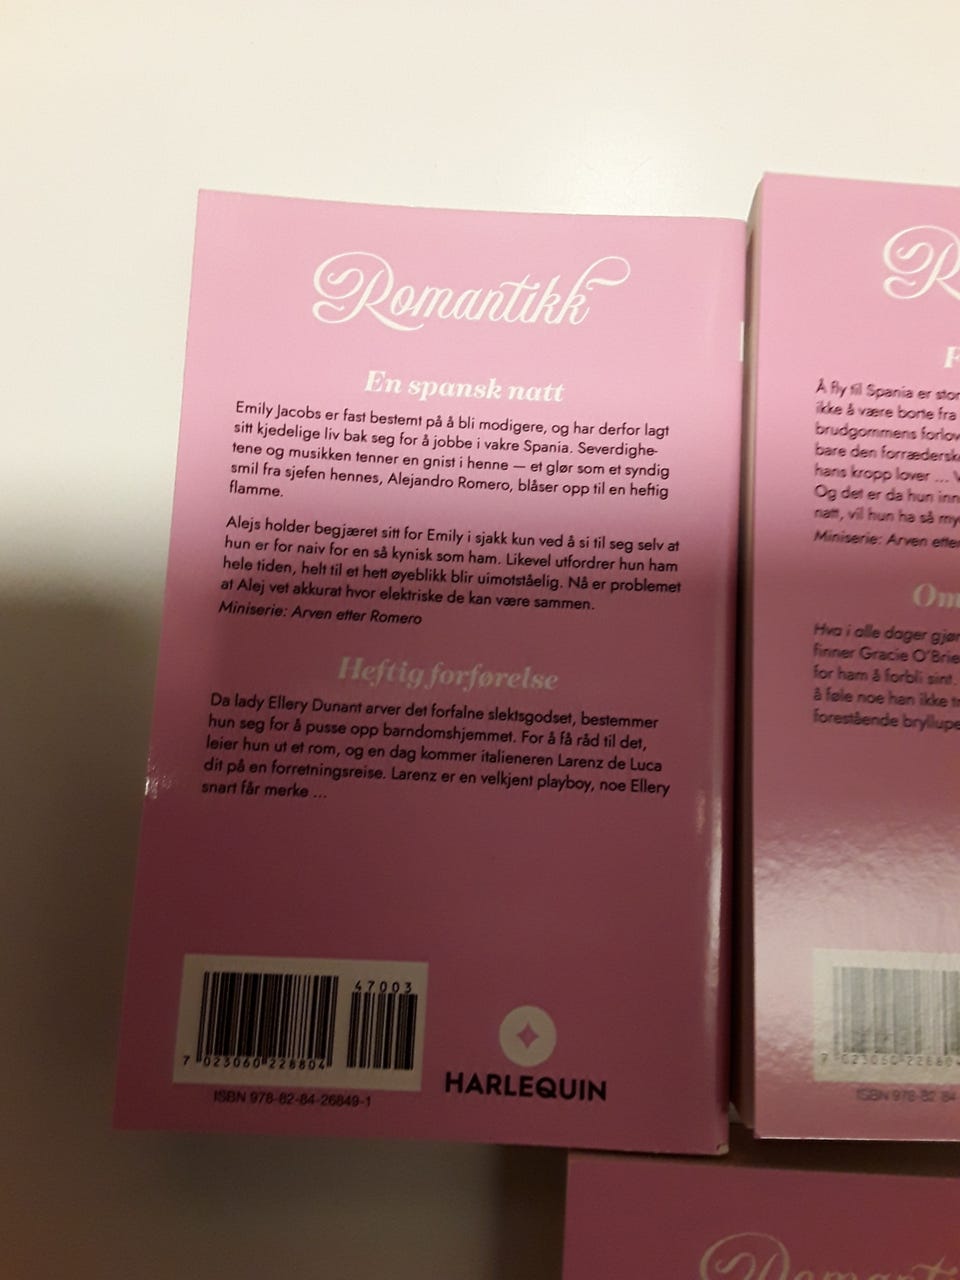 Romantikk
En spansk natt
Emily Jacobs er fast bestemt på å bli modigere, og har derfor lagt
sitt kjedelige liv bak seg for å jobbe i vakre Spania. Severdighe-
tene og musikken tenner en gnist i henne — et glør som et syndig
smil fra sjefen hennes, Alejandro Romero, blåser opp til en heftig
flamme.
Alejs holder begjæret sitt for Emily i sjakk kun ved å si til seg selv at
hun er for naiv for en så kynisk som ham. Likevel utfordrer hun ham
hele tiden, helt til et hett øyeblikk blir uimotståelig. Nå er problemet
at Alej vet akkurat hvor elektriske de kan være sammen.
Miniserie: Arven etter Romero
Heftig forførelse
Da lady Ellery Dunant arver det forfalne slektsgodset, bestemmer
hun seg for å pusse opp barndomshjemmet. For å få råd til det,
leier hun ut et rom, og en dag kommer italieneren Larenz de Luca
dit på en forretningsreise. Larenz er en velkjent playboy, noe Ellery
snart får merke ...
47003
7 023060 226804
ISBN 978-82-84-26849-1
HARLEQUIN
R
F
Å fly til Spania er stor
ikke å være borte fra
brudgommens forlov
bare den forrædersk
hans kropp lover ... V
Og det er da hun inn
natt, vil hun ha så my
Miniserie: Arven etter
Om
Hva i alle dager gjør
finner Gracie O'Brie
for ham å forbli sint.
å føle noe han ikke t
forestående bryllup
7 023060 22680
ISBN 978-82-84
Romanti